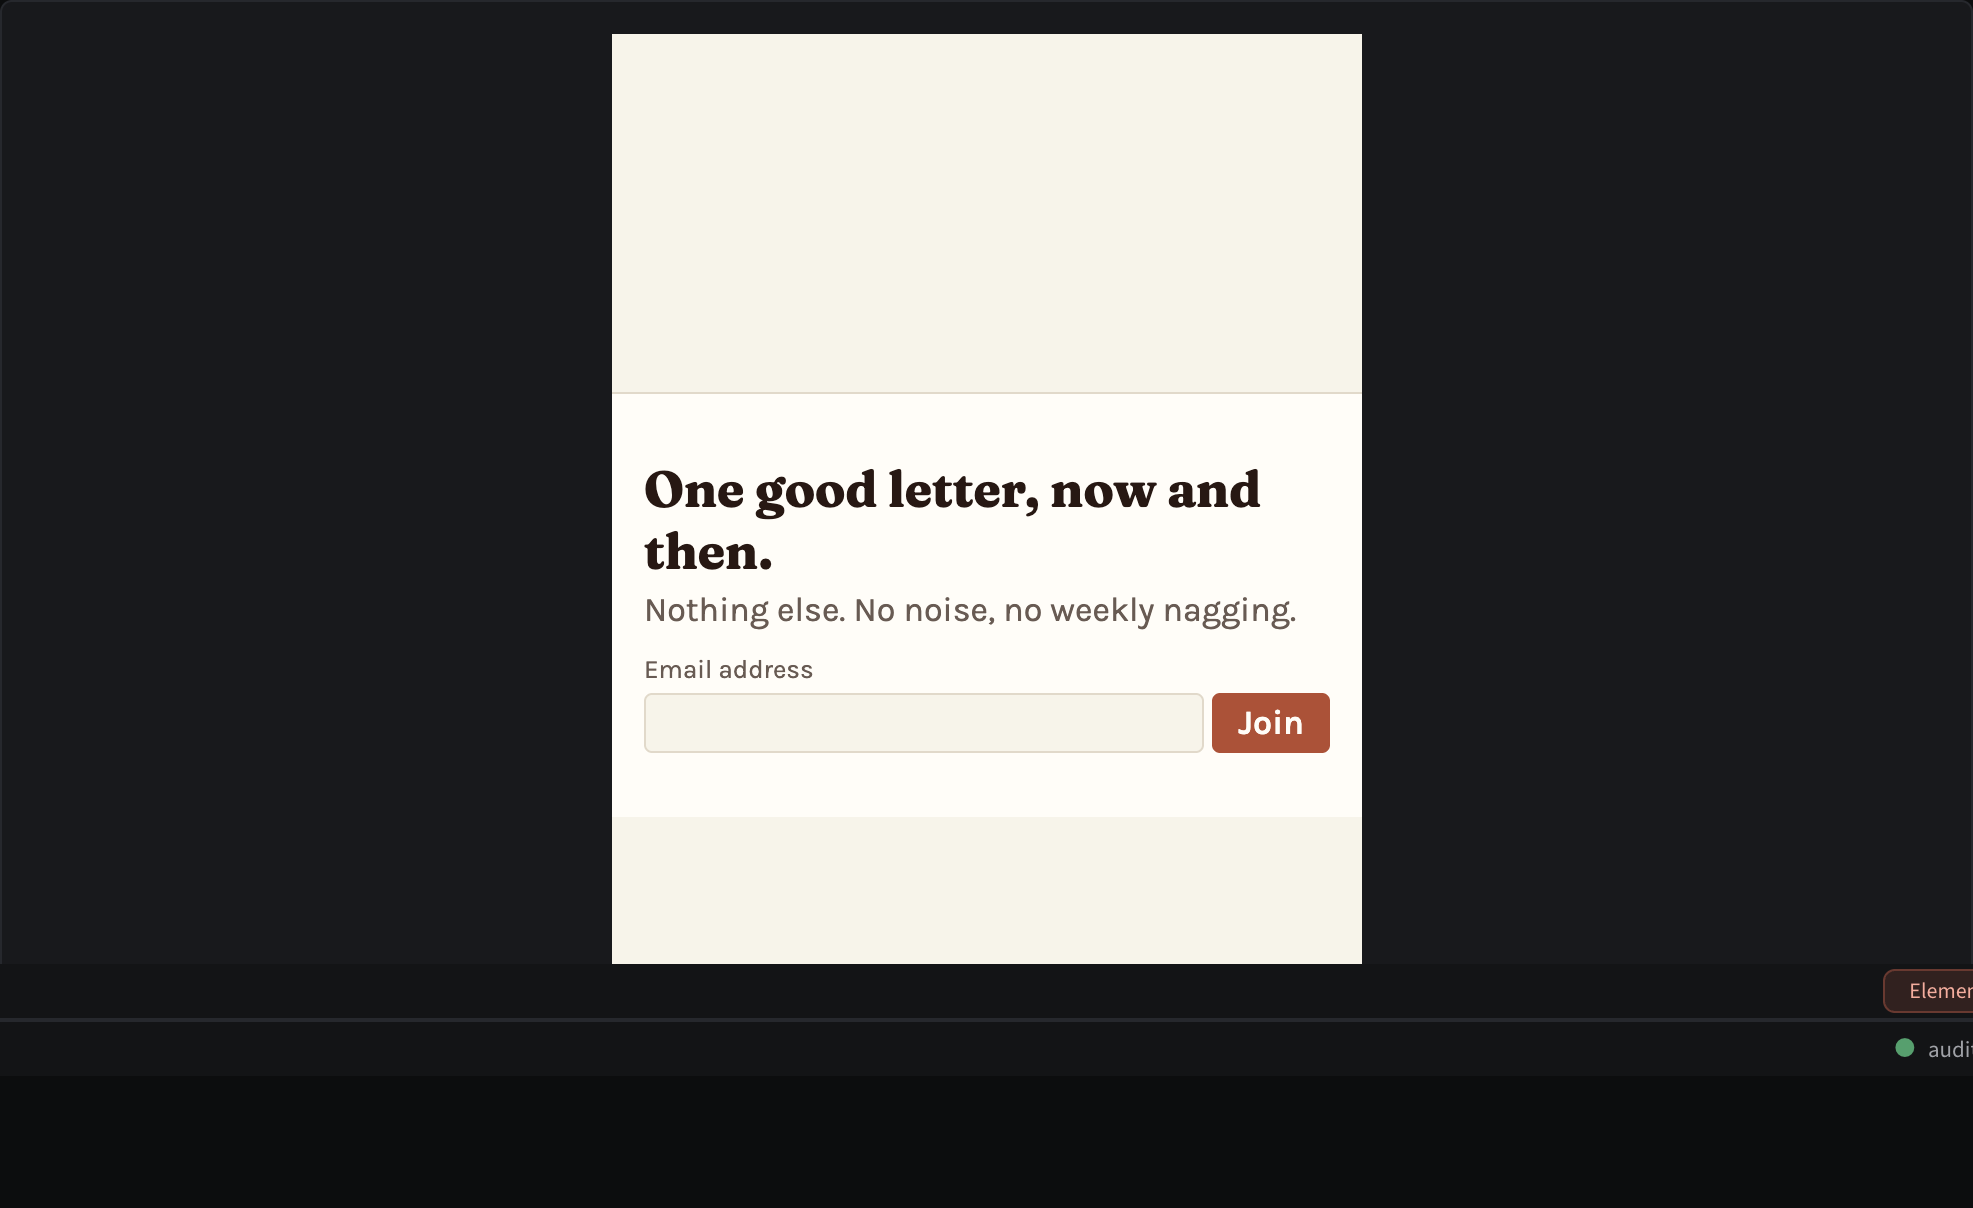 One good letter, now and
then.
Nothing else. No noise, no weekly nagging.
Email address
Join